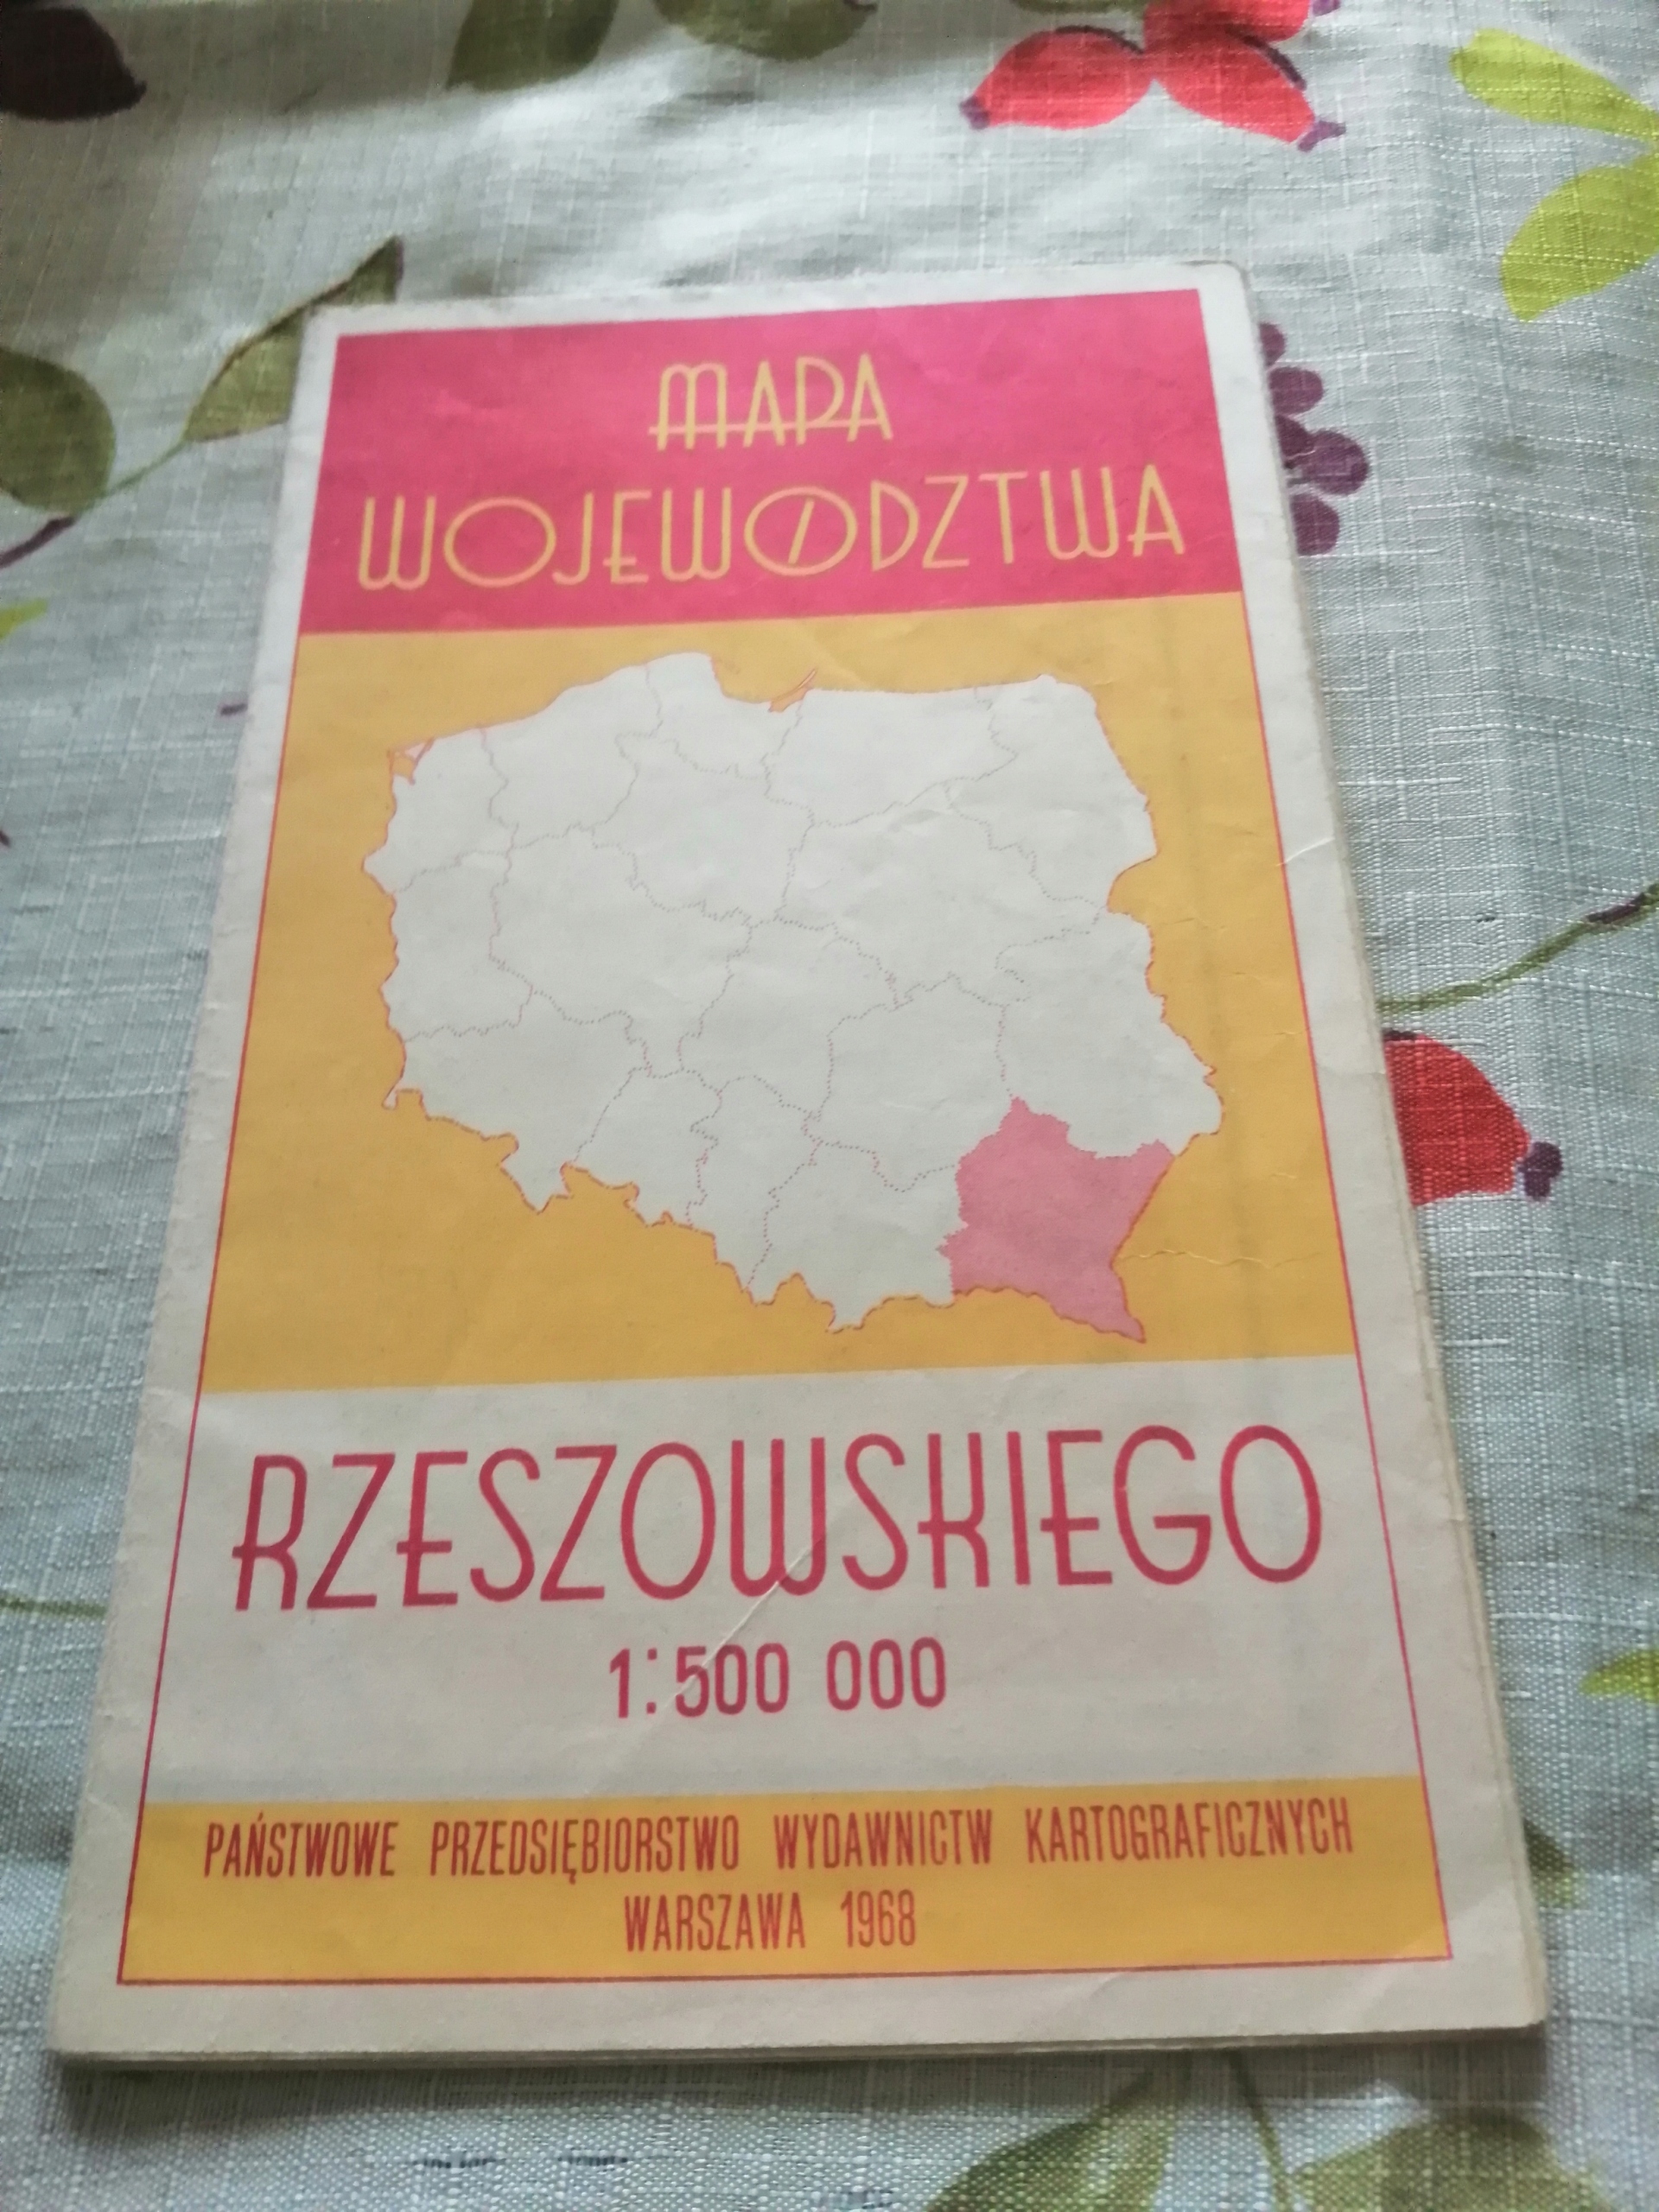 MAPA
WOJEWÓDZTWA
RZESZOWSKIEGO
1:500 000
PAŃSTWOWE PRZEDSIĘBIORSTWO WYDAWNICTW KARTOGRAFICZNYCH
WARSZAWA 1968